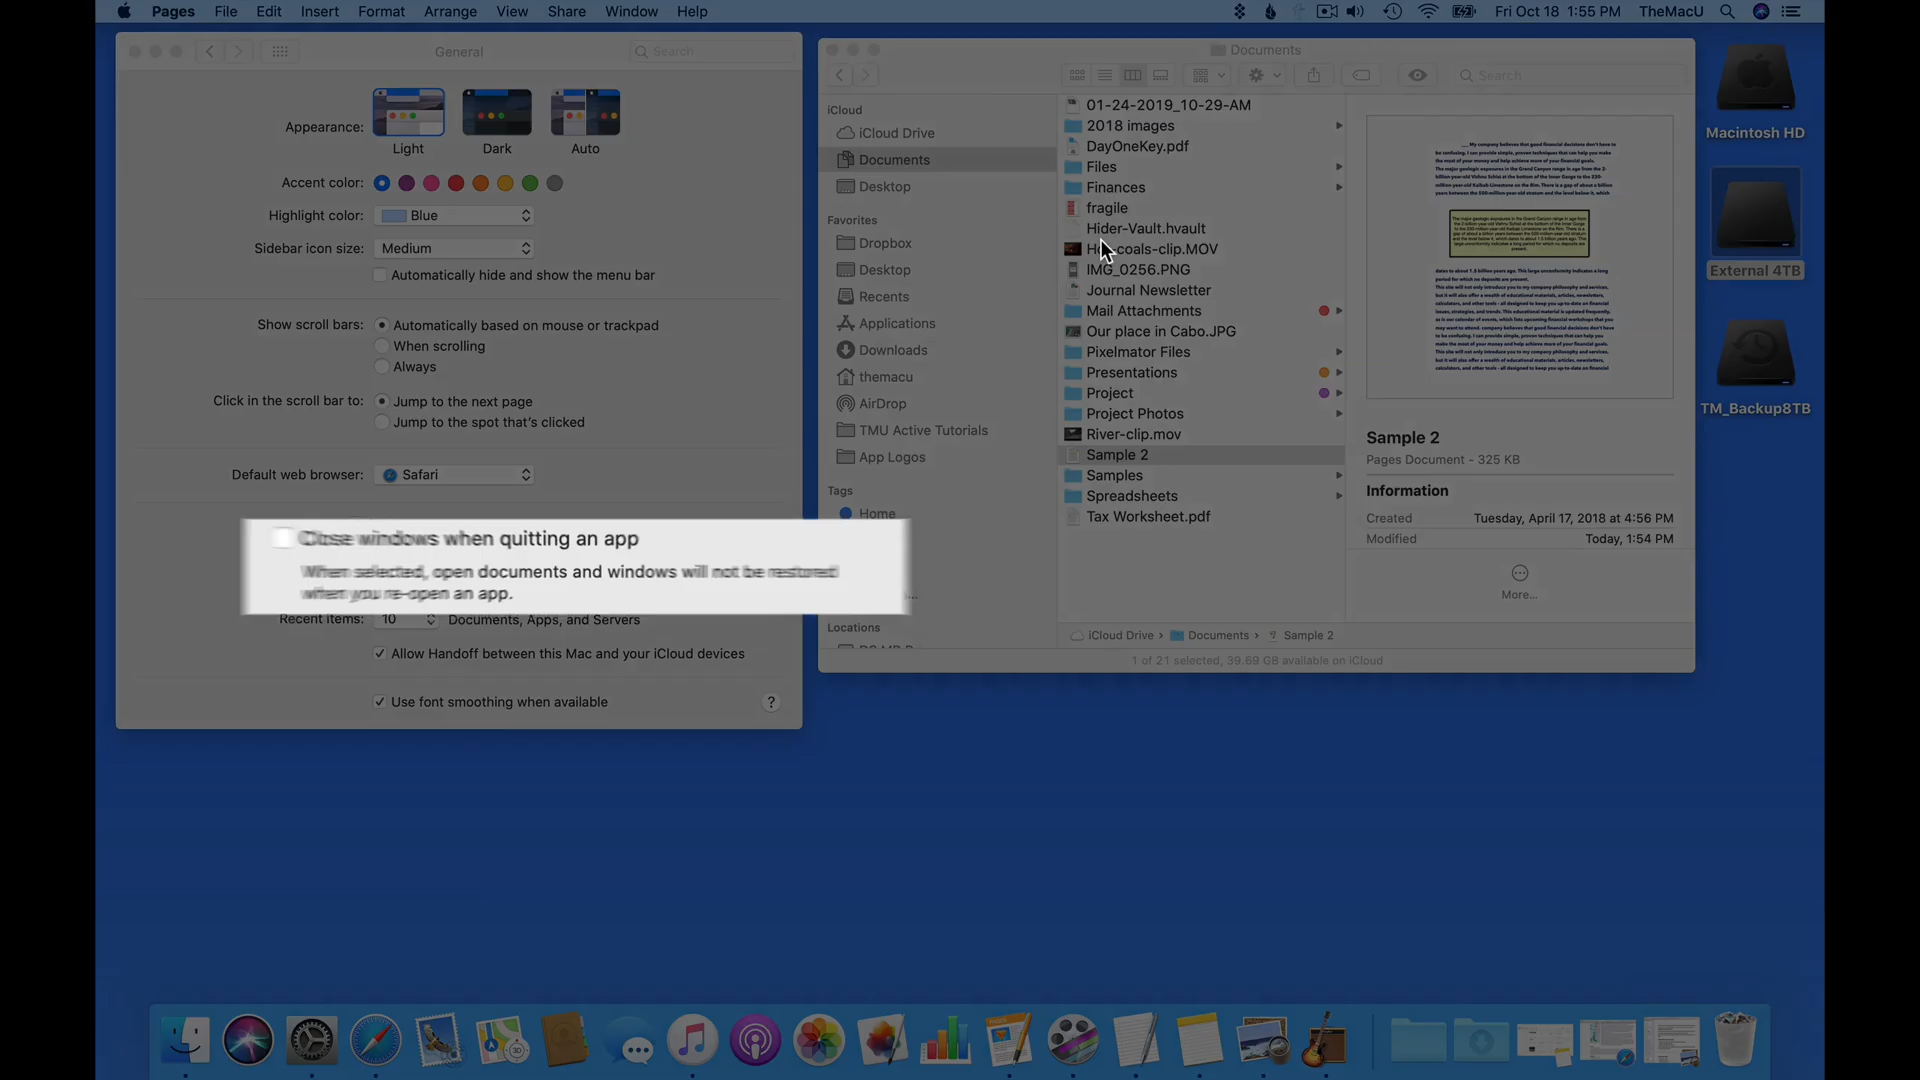 Pages File Edit Insert Format Arrange View Window Share Help
Fri Oct 18 1:55 PM TheMacU
General
Search
Appearance:
Light Dark Auto
Accent color:
Highlight color: Blue
Sidebar icon size: Medium
Automatically hide and show the menu bar
Show scroll bars: Automatically based on mouse or trackpad
When scrolling
Always
Click in the scroll bar to: Jump to the next page
Jump to the spot that's clicked
Default web browser: Safari
Close windows when quitting an app
When selected, open documents and windows will not be restored
when you re-open an app.
Recent items: 10 Documents, Apps, and Servers
Allow Handoff between this Mac and your iCloud devices
Use font smoothing when available
?
Documents
Search
iCloud
iCloud Drive
Documents
Desktop
Favorites
Dropbox
Desktop
Recents
Applications
Downloads
themacu
AirDrop
TMU Active Tutorials
App Logos
Tags
Home
Locations
01-24-2019_10-29-AM
2018 images
DayOneKey.pdf
Files
Finances
fragile
Hider-Vault.hvault
IMG_0256.PNG
Journal Newsletter
Mail Attachments
Our place in Cabo.JPG
Pixelmator Files
Presentations
Project
Project Photos
River-clip.mov
Sample 2
Samples
Spreadsheets
Tax Worksheet.pdf
Sample 2
Pages Document - 325 KB
Information
Created Tuesday, April 17, 2018 at 4:56 PM
Modified Today, 1:54 PM
More...
iCloud Drive › Documents › Sample 2
1 of 21 selected, 39.69 GB available on iCloud
Macintosh HD
External 4TB
TM_Backup8TB